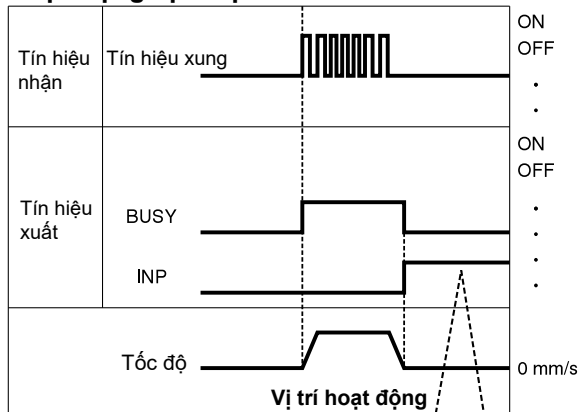 ON
OFF
Tín hiệu nhận
Tín hiệu xung
ON
OFF
Tín hiệu xuất
BUSY
INP
Tốc độ
0 mm/s
Vị trí hoạt động